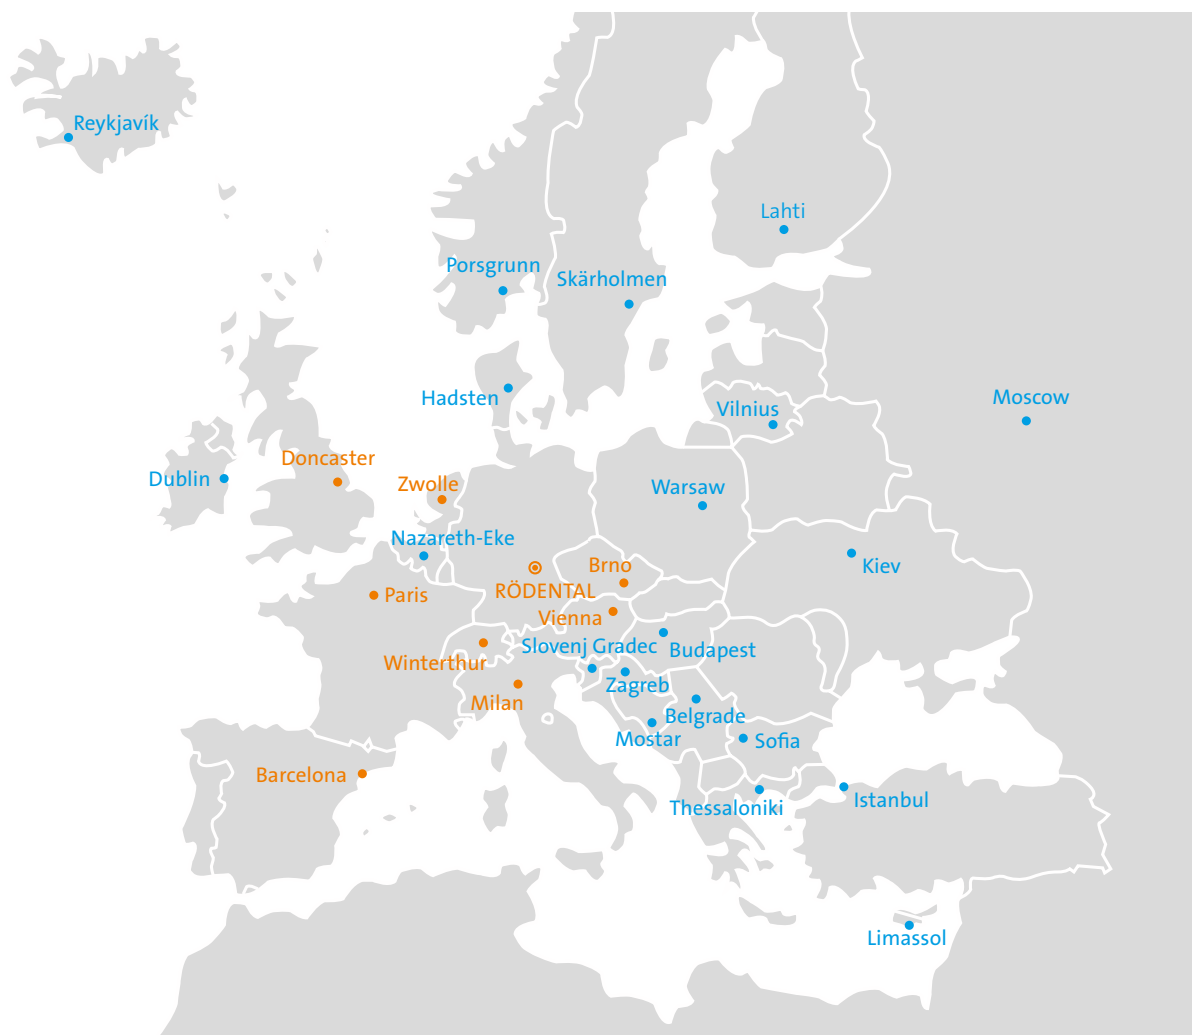 Reykjavík
Lahti
Porsgrunn
Skärholmen
Hadsten
Moscow
Vilnius
Doncaster
Dublin
Zwolle
Warsaw
Nazareth-Eke
Brno
Kiev
RÖDENTAL
Paris
Vienna
Slovenj Gradec
Budapest
Winterthur
Zagreb
Milan
Belgrade
Mostar
Sofia
Barcelona
Istanbul
Thessaloniki
Limassol